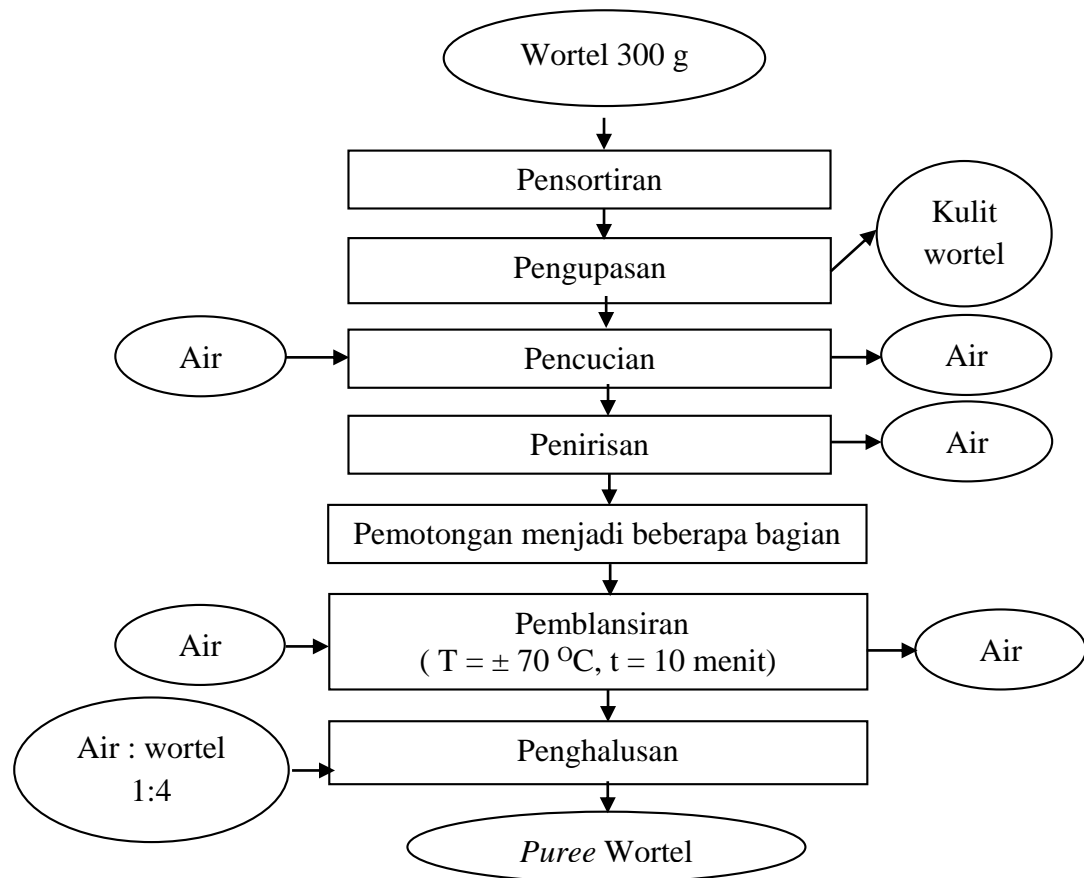 Wortel 300 g
Pensortiran
Kulit
wortel
Pengupasan
Air
Pencucian
Air
Penirisan
Air
Pemotongan menjadi beberapa bagian
Air
Pemblansiran
( T = ± 70 ᴼC, t = 10 menit)
Air
Air : wortel
1:4
Penghalusan
Puree Wortel